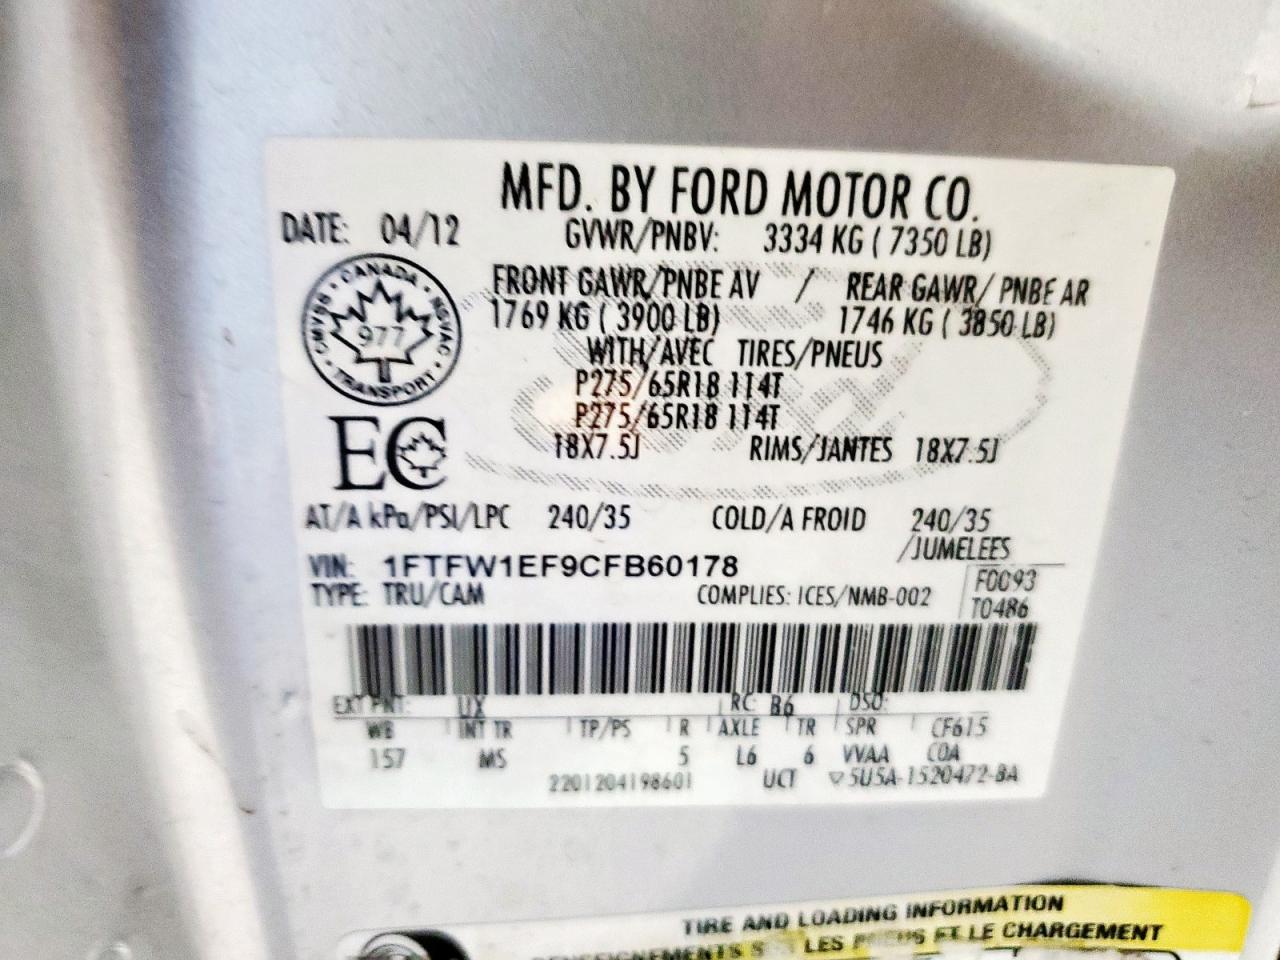 MFD. BY FORD MOTOR CO.
DATE: 04/12 GVWR/PNBV: 3334 KG ( 7350 LB)
FRONT GAWR/PNBE AV / REAR GAWR/ PNBE AR
1769 KG ( 3900 LB) 1746 KG ( 3850 LB)
WITH/AVEC TIRES/PNEUS
P275/65R18 114T
P275/65R18 114T
18X7.5J RIMS/JANTES 18X7.5J
CANADA
CMVSS NSVAC
977
TRANSPORT
EC
AT/A kPa/PSI/LPC 240/35 COLD/A FROID 240/35
/JUMELEES
VIN: 1FTFW1EF9CFB60178
F0093
TYPE: TRU/CAM COMPLIES: ICES/NMB-002
T0486
EXT PNT: UX RC: B6 DSO:
WB INT TR TP/PS R AXLE TR SPR CF615
157 MS 5 L6 6 VVAA COA
2201204198601 UCT ▽5U5A-1520472-BA
TIRE AND LOADING INFORMATION
LES PNEUS ET LE CHARGEMENT